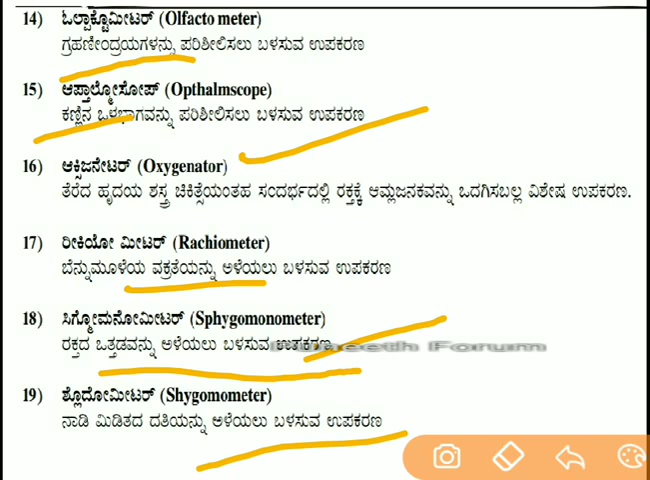 14) ಓಲ್ಪಾಕ್ಟೊಮೀಟರ್ (Olfacto meter)
ಗ್ರಹಣೇಂದ್ರಿಯಗಳನ್ನು ಪರಿಶೀಲಿಸಲು ಬಳಸುವ ಉಪಕರಣ
15) ಆಪ್ತಾಲ್ಮೋಸೋಪ್ (Opthalmscope)
ಕಣ್ಣಿನ ಒಳಭಾಗವನ್ನು ಪರಿಶೀಲಿಸಲು ಬಳಸುವ ಉಪಕರಣ
16) ಆಕ್ಸಿಜನೇಟರ್ (Oxygenator)
ತೆರೆದ ಹೃದಯ ಶಸ್ತ್ರ ಚಿಕಿತ್ಸೆಯಂತಹ ಸಂದರ್ಭದಲ್ಲಿ ರಕ್ತಕ್ಕೆ ಆಮ್ಲಜನಕವನ್ನು ಒದಗಿಸಬಲ್ಲ ವಿಶೇಷ ಉಪಕರಣ.
17) ರೀಕಿಯೋ ಮೀಟರ್ (Rachiometer)
ಬೆನ್ನುಮೂಳೆಯ ವಕ್ರತೆಯನ್ನು ಅಳೆಯಲು ಬಳಸುವ ಉಪಕರಣ
18) ಸಿಗ್ಮೋಮನೋಮೀಟರ್ (Sphygomonometer)
ರಕ್ತದ ಒತ್ತಡವನ್ನು ಅಳೆಯಲು ಬಳಸುವ ಉಪಕರಣ
Forum
19) ಶ್ಲೊದೋಮೀಟರ್ (Shygomometer)
ನಾಡಿ ಮಿಡಿತದ ದತಿಯನ್ನು ಅಳೆಯಲು ಬಳಸುವ ಉಪಕರಣ